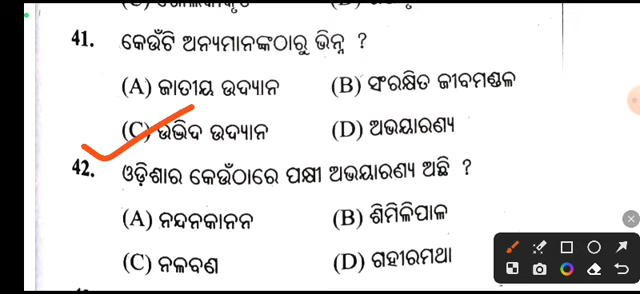 41. କେଉଁଟି ଅନ୍ୟମାନଙ୍କଠାରୁ ଭିନ୍ନ ?
(A) ଜାତୀୟ ଉଦ୍ୟାନ (B) ସଂରକ୍ଷିତ ଜୀବମଣ୍ଡଳ
(C) ଉଦ୍ଭିଦ ଉଦ୍ୟାନ (D) ଅଭୟାରଣ୍ୟ
42. ଓଡ଼ିଶାର କେଉଁଠାରେ ପକ୍ଷୀ ଅଭୟାରଣ୍ୟ ଅଛି ?
(A) ନନ୍ଦନକାନନ (B) ଶିମିଳିପାଳ
(C) ନଳବଣ (D) ଗହୀରମଥା